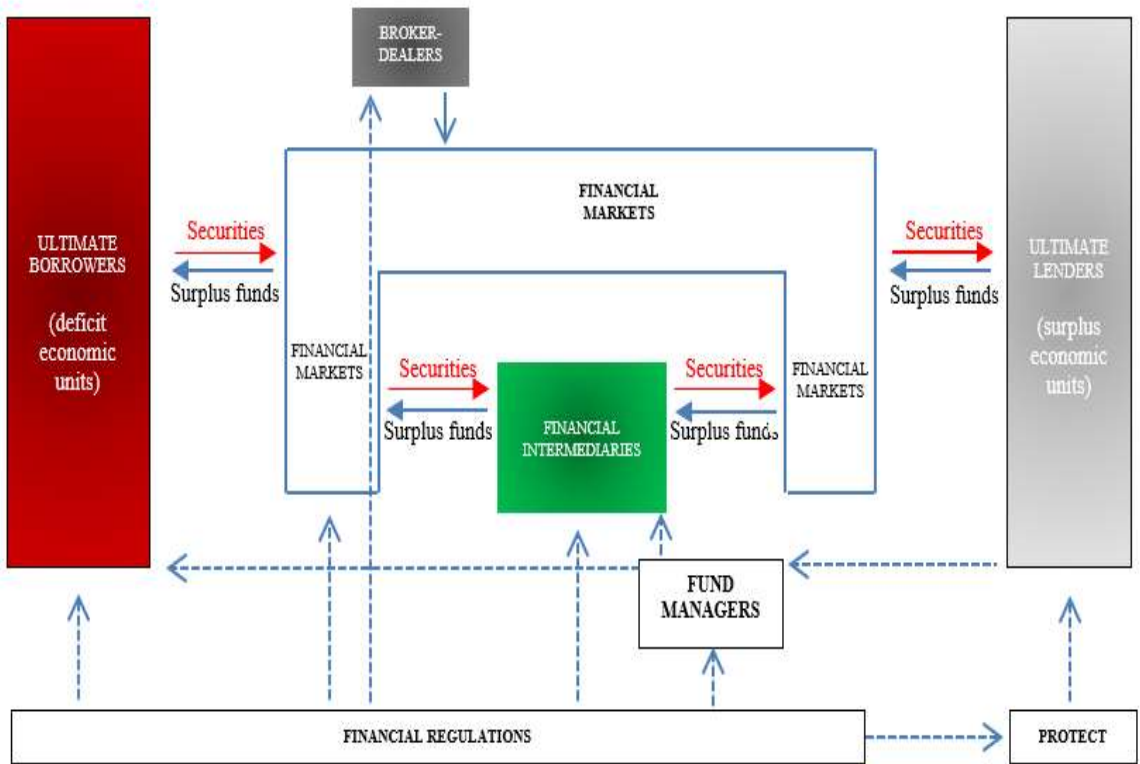 BROKER-
DEALERS
FINANCIAL
MARKETS
ULTIMATE
BORROWERS
(deficit
economic
units)
Securities
Surplus funds
Securities
Surplus funds
ULTIMATE
LENDERS
(surplus
economic
units)
FINANCIAL
MARKETS
Securities
Surplus funds
FINANCIAL
INTERMEDIARIES
Securities
Surplus funds
FINANCIAL
MARKETS
FUND
MANAGERS
FINANCIAL REGULATIONS
PROTECT